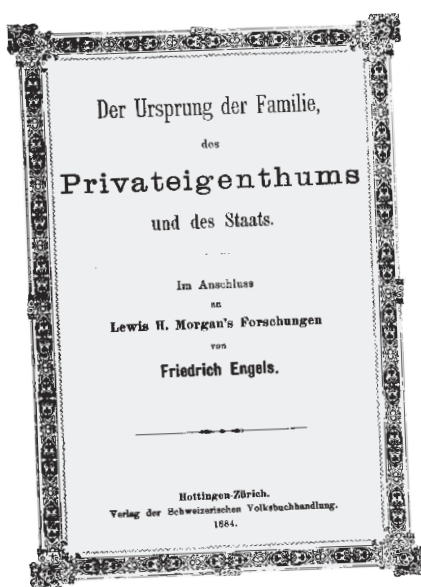 Der Ursprung der Familie,
des
Privateigenthums
und des Staats.
Im Anschluss
an
Lewis H. Morgan's Forschungen
von
Friedrich Engels.
Hottingen-Zürich.
Verlag der Schweizerischen Volksbuchhandlung.
1884.